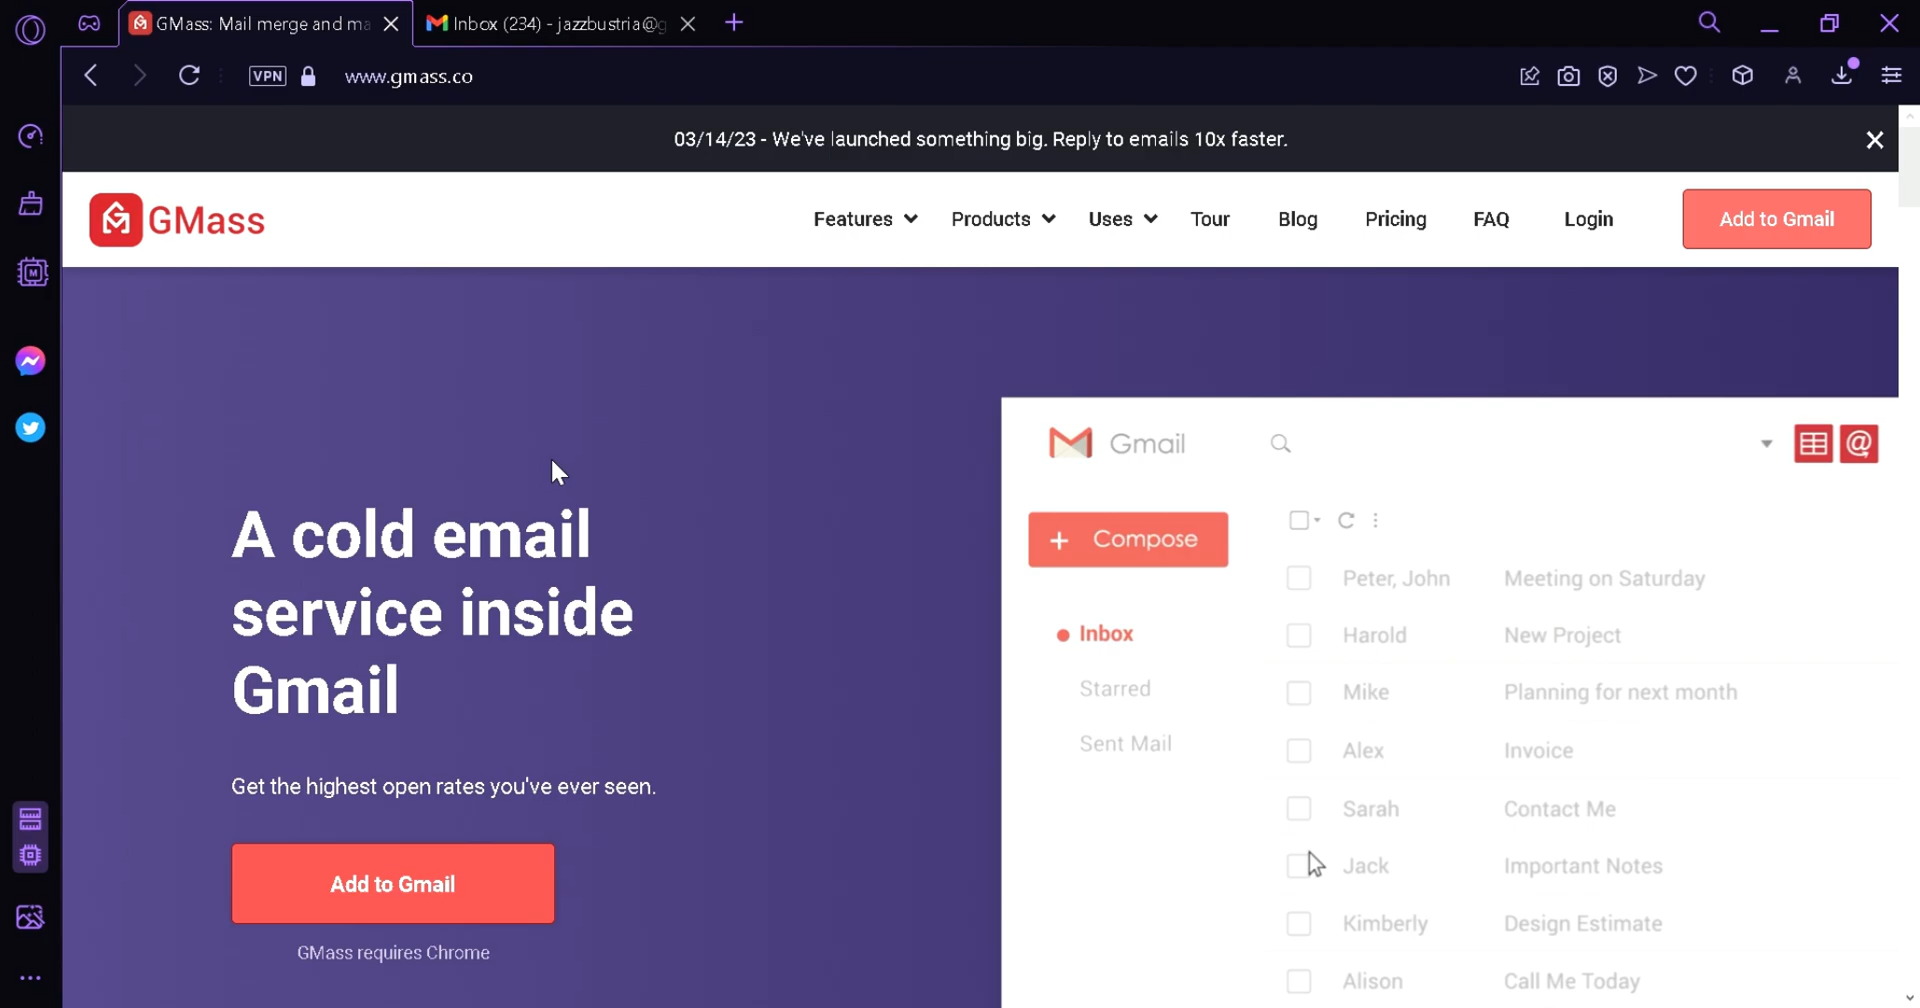 GMass: Mail merge and ma
Inbox (234) - jazzbustria@g
VPN
www.gmass.co
03/14/23 - We've launched something big. Reply to emails 10x faster.
GMass
Features Products Uses Tour Blog Pricing FAQ Login Add to Gmail
A cold email
service inside
Gmail
Get the highest open rates you've ever seen.
Add to Gmail
GMass requires Chrome
Gmail
+ Compose
Inbox
Starred
Sent Mail
Peter, John Meeting on Saturday
Harold New Project
Mike Planning for next month
Alex Invoice
Sarah Contact Me
Jack Important Notes
Kimberly Design Estimate
Alison Call Me Today